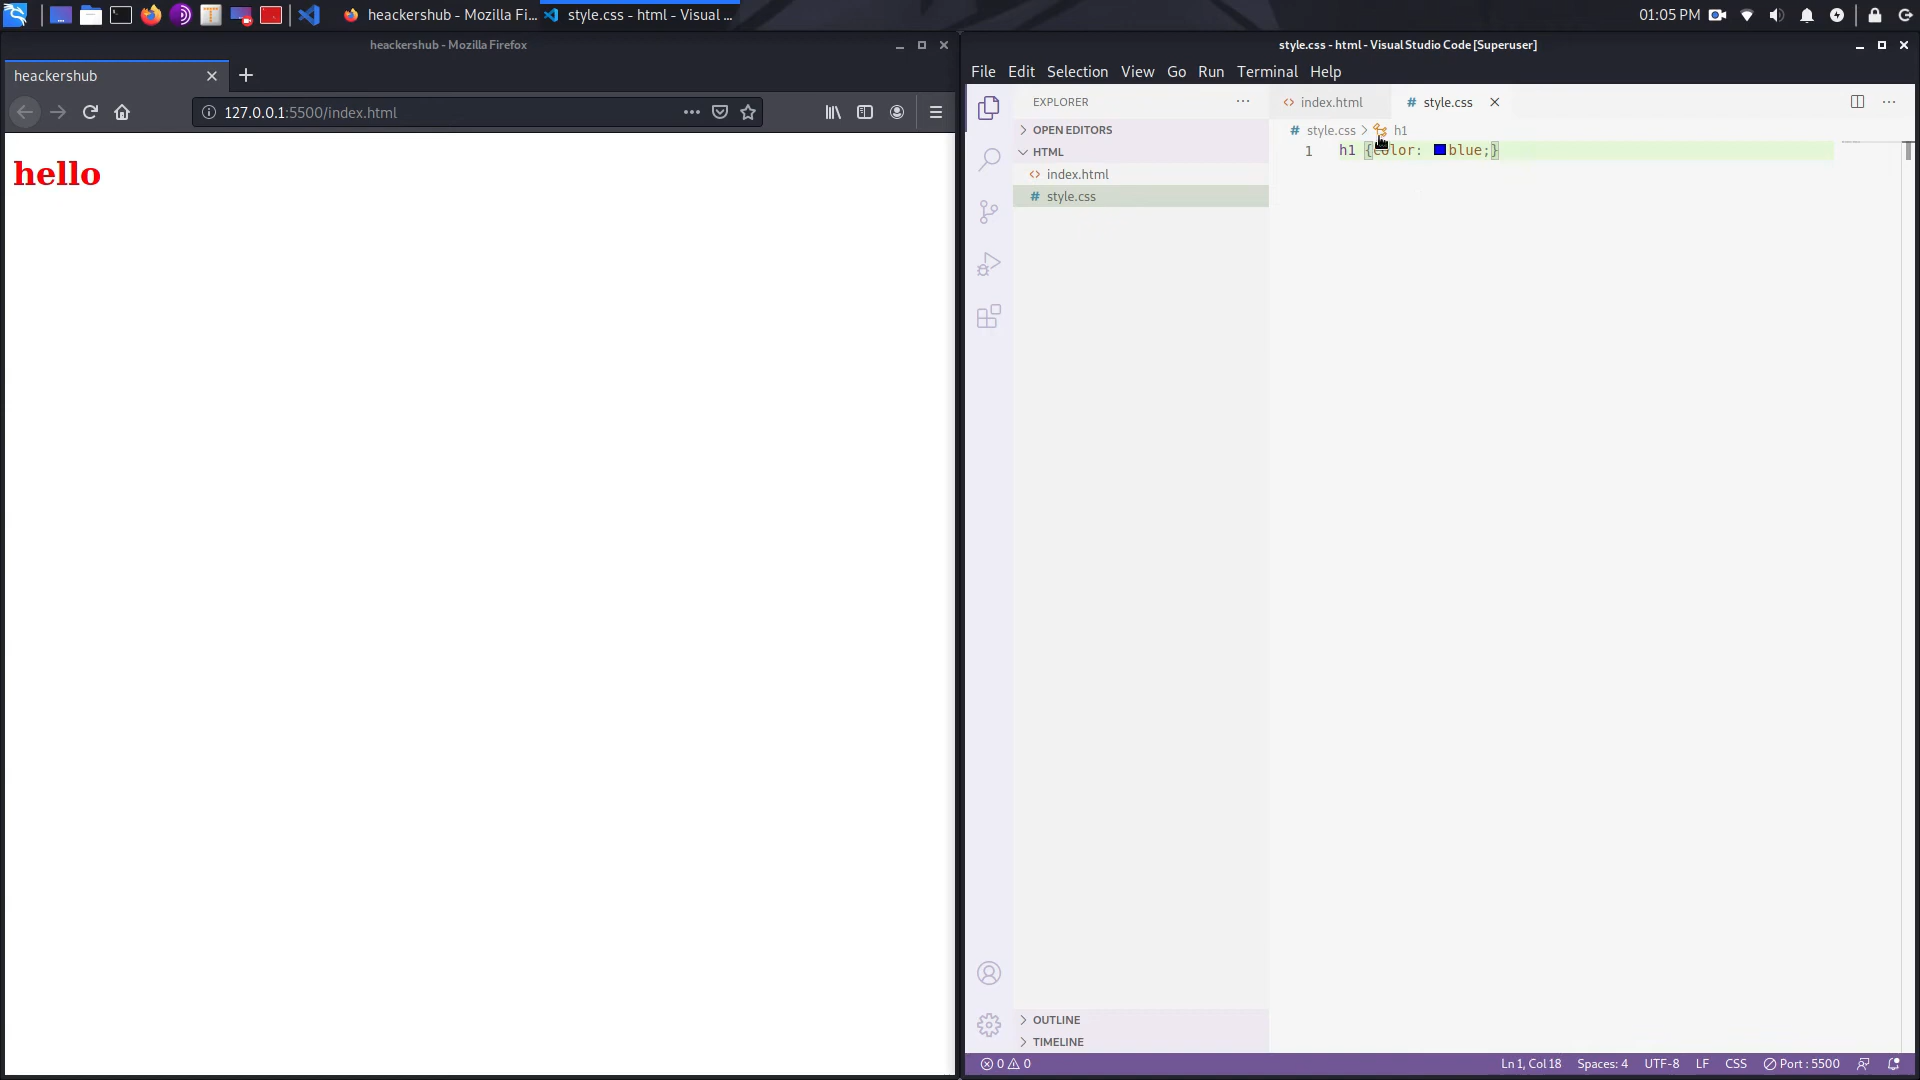 heackershub - Mozilla Fi...
style.css - html - Visual ...
01:05 PM
heackershub - Mozilla Firefox
heackershub
127.0.0.1:5500/index.html
hello
style.css - html - Visual Studio Code [Superuser]
File Edit Selection View Go Run Terminal Help
EXPLORER
OPEN EDITORS
HTML
index.html
style.css
OUTLINE
TIMELINE
index.html
style.css
style.css > h1
1 h1 {color: blue;}
0 0
Ln 1, Col 18 Spaces: 4 UTF-8 LF CSS Port : 5500